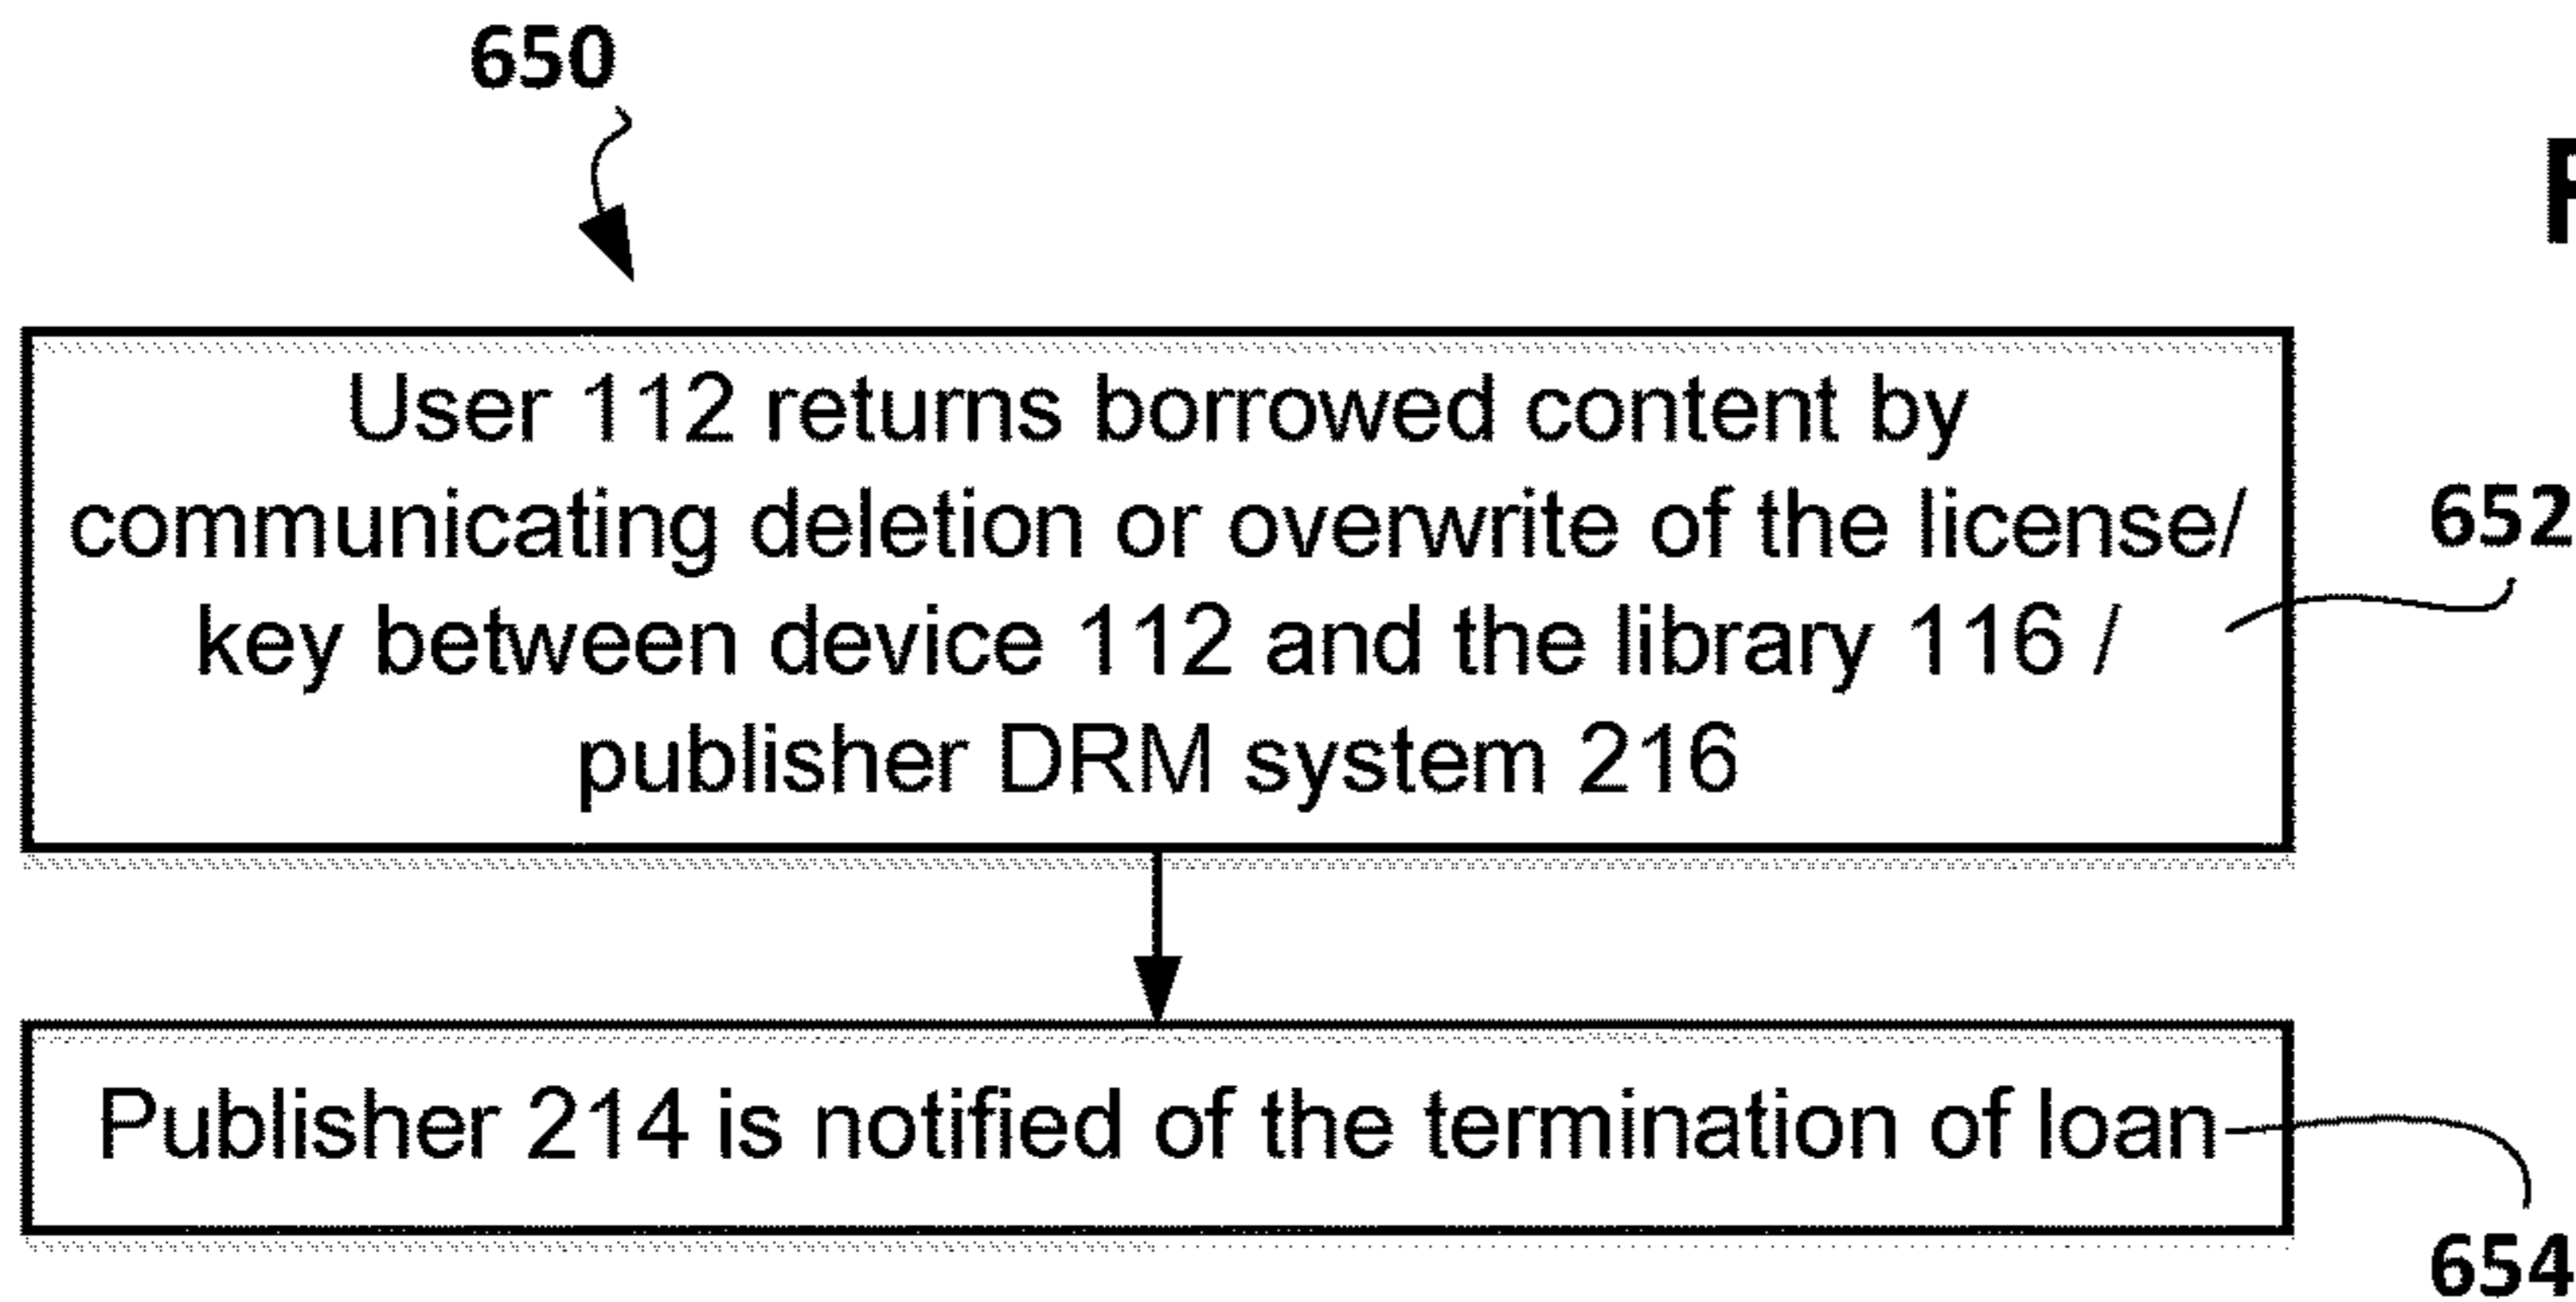 650
User 112 returns borrowed content by
communicating deletion or overwrite of the license/
key between device 112 and the library 116 /
publisher DRM system 216
652
Publisher 214 is notified of the termination of loan
654